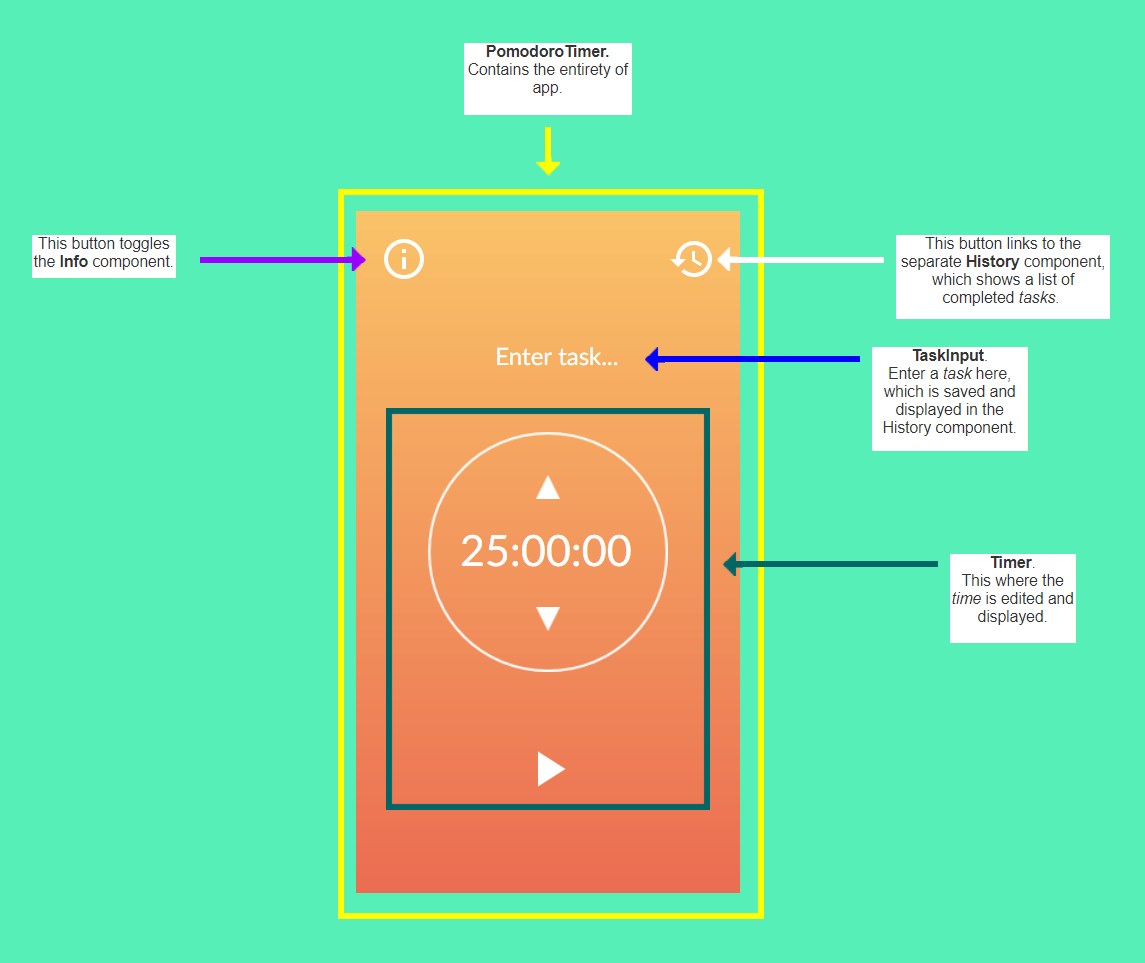 PomodoroTimer.
Contains the entirety of
app.
This button toggles
the Info component.
This button links to the
separate History component,
which shows a list of
completed tasks.
Enter task...
TaskInput.
Enter a task here,
which is saved and
displayed in the
History component.
25:00:00
Timer.
This where the
time is edited and
displayed.